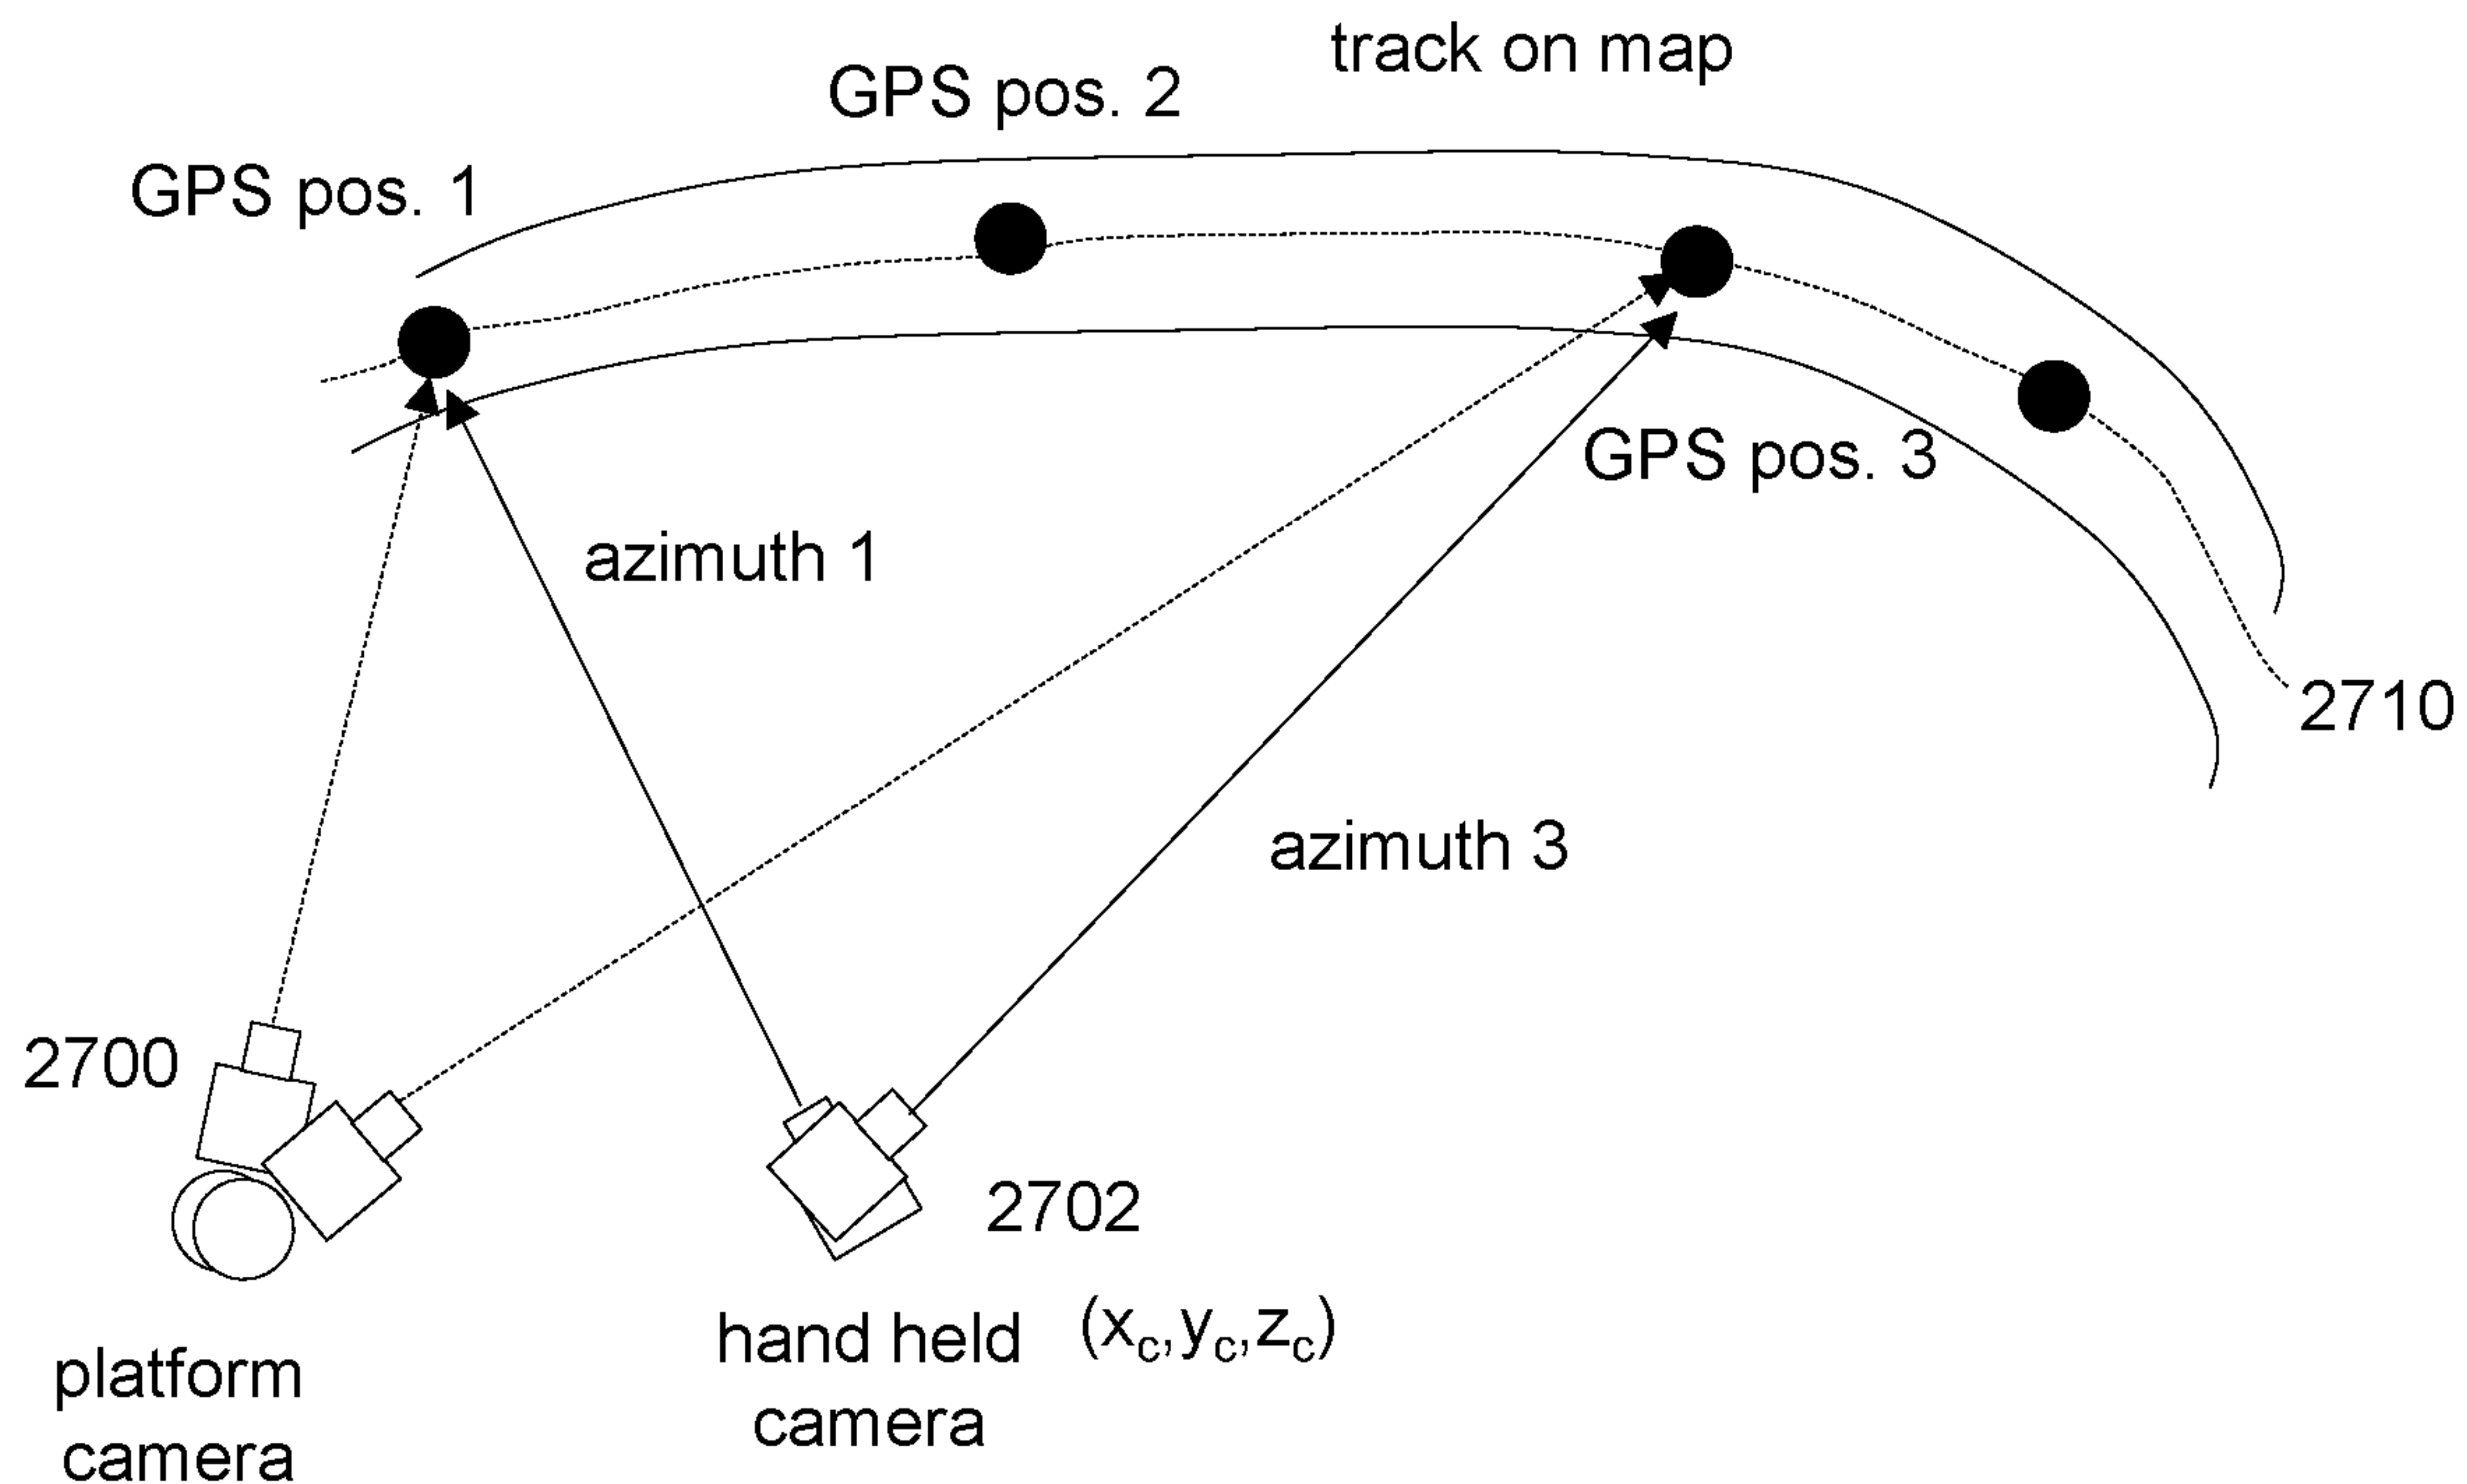 track on map
GPS pos. 2
GPS pos. 1
GPS pos. 3
azimuth 1
2710
azimuth 3
2700
2702
hand held
camera
(xc,yc,zc)
platform
camera